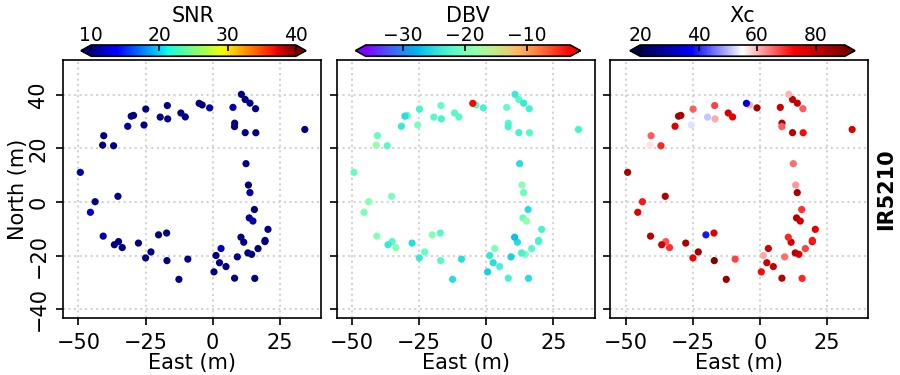 SNR DBV Xc
10 20 30 40 −30 −20 −10 20 40 60 80
40
20
0
−20
−40
North (m)
IR5210
−50 −25 0 25 −50 −25 0 25 −50 −25 0 25
East (m) East (m) East (m)